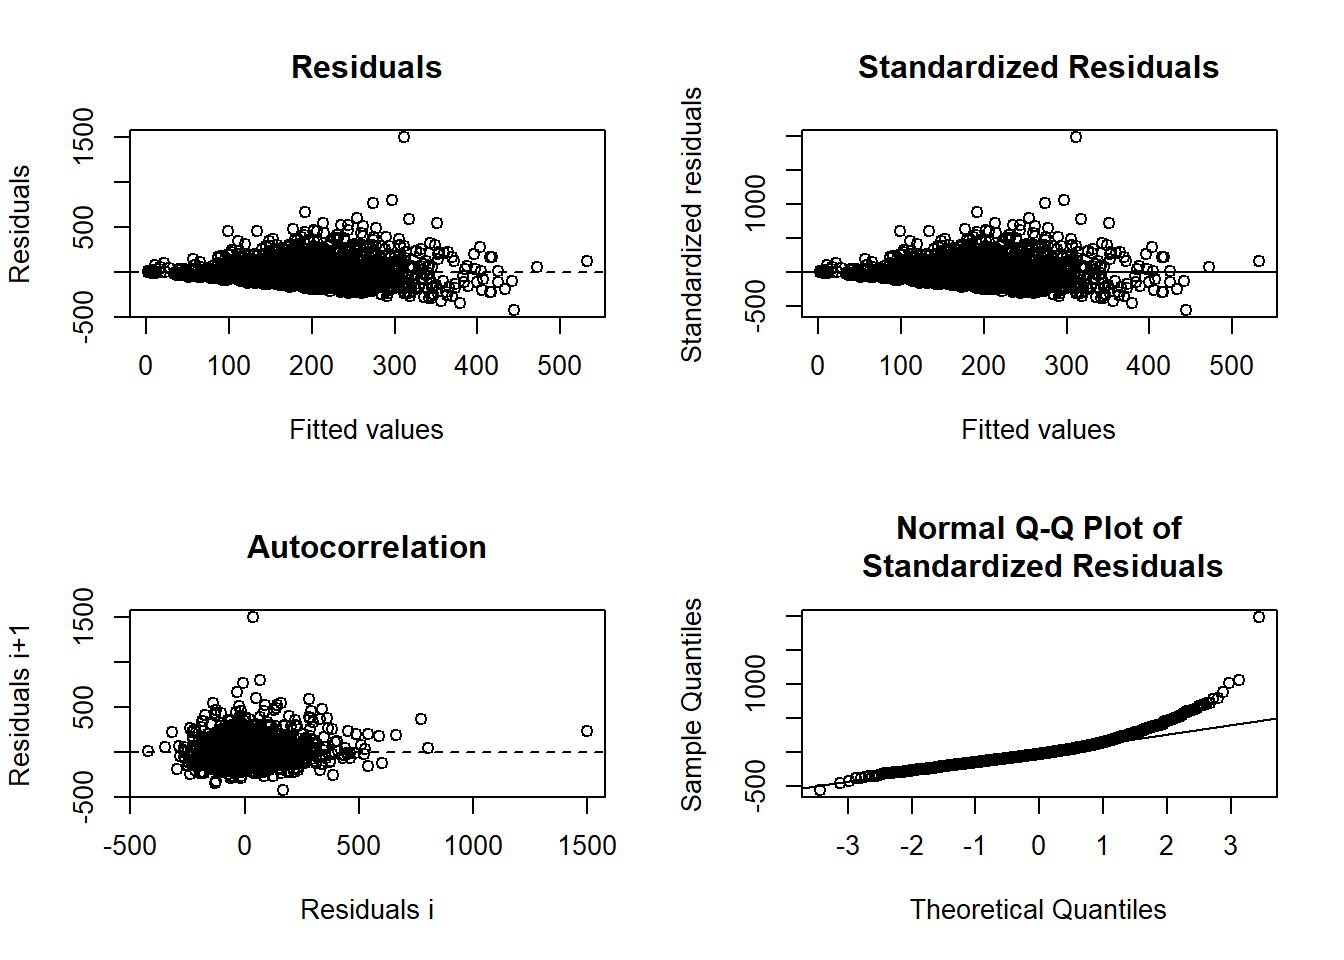 Residuals
Residuals
-500 500 1500
0 100 200 300 400 500
Fitted values
Standardized Residuals
Standardized residuals
-500 1000
0 100 200 300 400 500
Fitted values
Autocorrelation
Residuals i+1
-500 500 1500
-500 0 500 1000 1500
Residuals i
Normal Q-Q Plot of
Standardized Residuals
Sample Quantiles
-500 1000
-3 -2 -1 0 1 2 3
Theoretical Quantiles